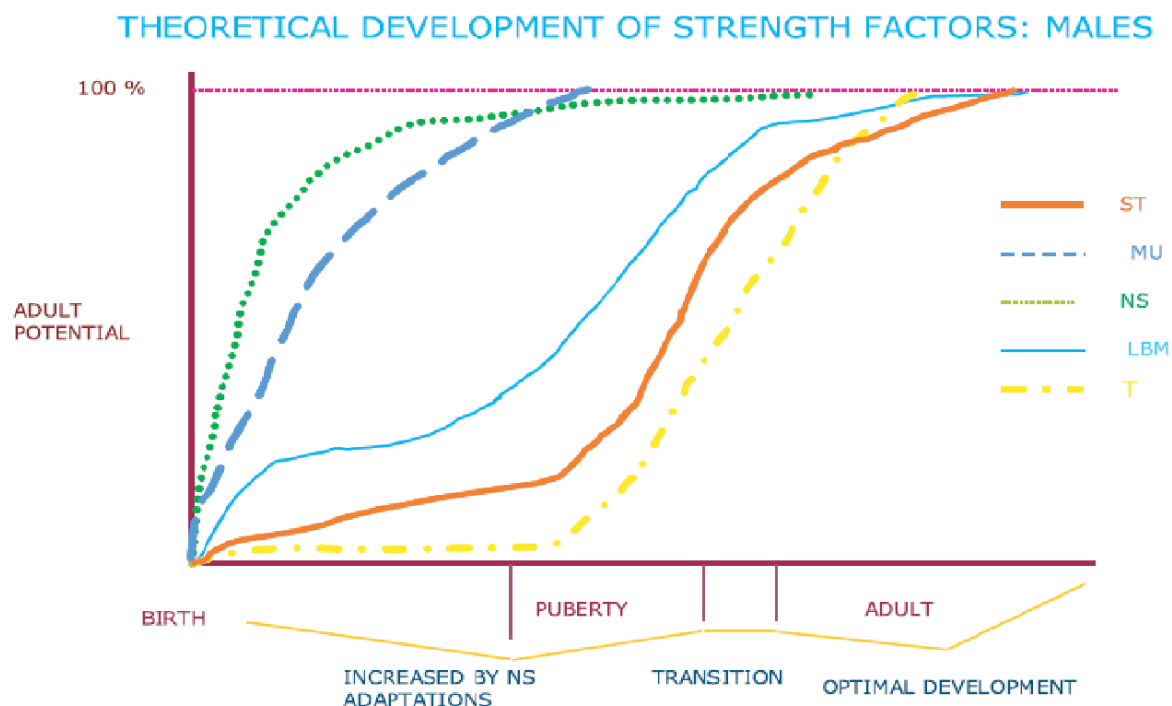 THEORETICAL DEVELOPMENT OF STRENGTH FACTORS: MALES
100 %
ST
MU
NS
LBM
T
ADULT
POTENTIAL
BIRTH
PUBERTY
ADULT
INCREASED BY NS
ADAPTATIONS
TRANSITION
OPTIMAL DEVELOPMENT